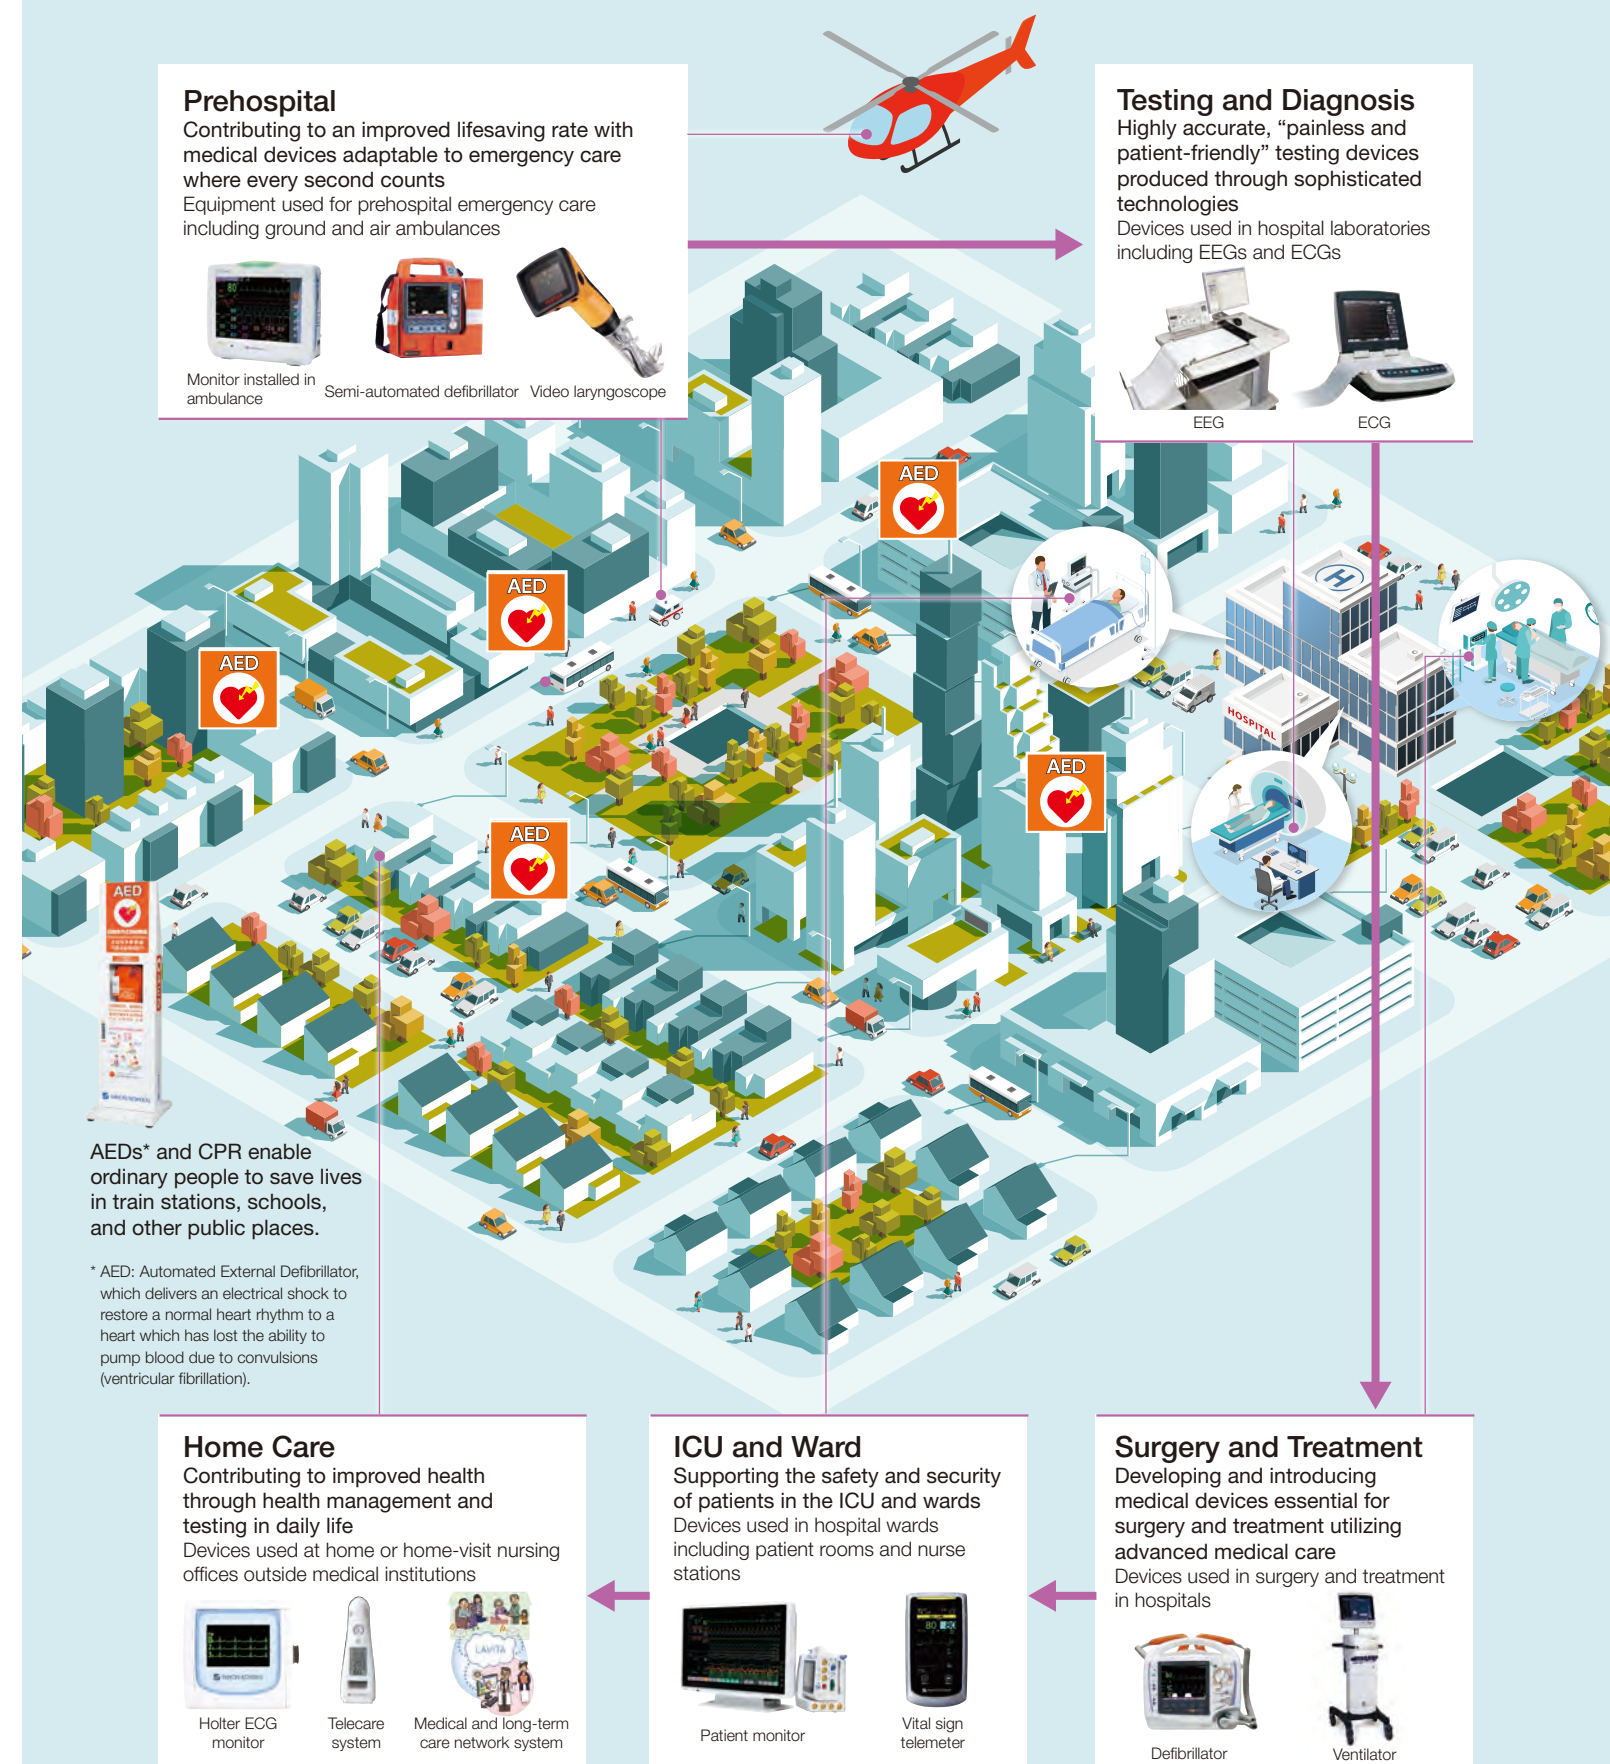 Prehospital
Contributing to an improved lifesaving rate with
medical devices adaptable to emergency care
where every second counts
Equipment used for prehospital emergency care
including ground and air ambulances
Monitor installed in
ambulance
Semi-automated defibrillator
Video laryngoscope
Testing and Diagnosis
Highly accurate, “painless and
patient-friendly” testing devices
produced through sophisticated
technologies
Devices used in hospital laboratories
including EEGs and ECGs
EEG
ECG
AED
AED
AED
AED
AED
H
HOSPITAL
AED
AEDs* and CPR enable
ordinary people to save lives
in train stations, schools,
and other public places.
* AED: Automated External Defibrillator,
which delivers an electrical shock to
restore a normal heart rhythm to a
heart which has lost the ability to
pump blood due to convulsions
(ventricular fibrillation).
Home Care
Contributing to improved health
through health management and
testing in daily life
Devices used at home or home-visit nursing
offices outside medical institutions
LAVITA
Holter ECG
monitor
Telecare
system
Medical and long-term
care network system
ICU and Ward
Supporting the safety and security
of patients in the ICU and wards
Devices used in hospital wards
including patient rooms and nurse
stations
80
Patient monitor
Vital sign
telemeter
Surgery and Treatment
Developing and introducing
medical devices essential for
surgery and treatment utilizing
advanced medical care
Devices used in surgery and treatment
in hospitals
Defibrillator
Ventilator